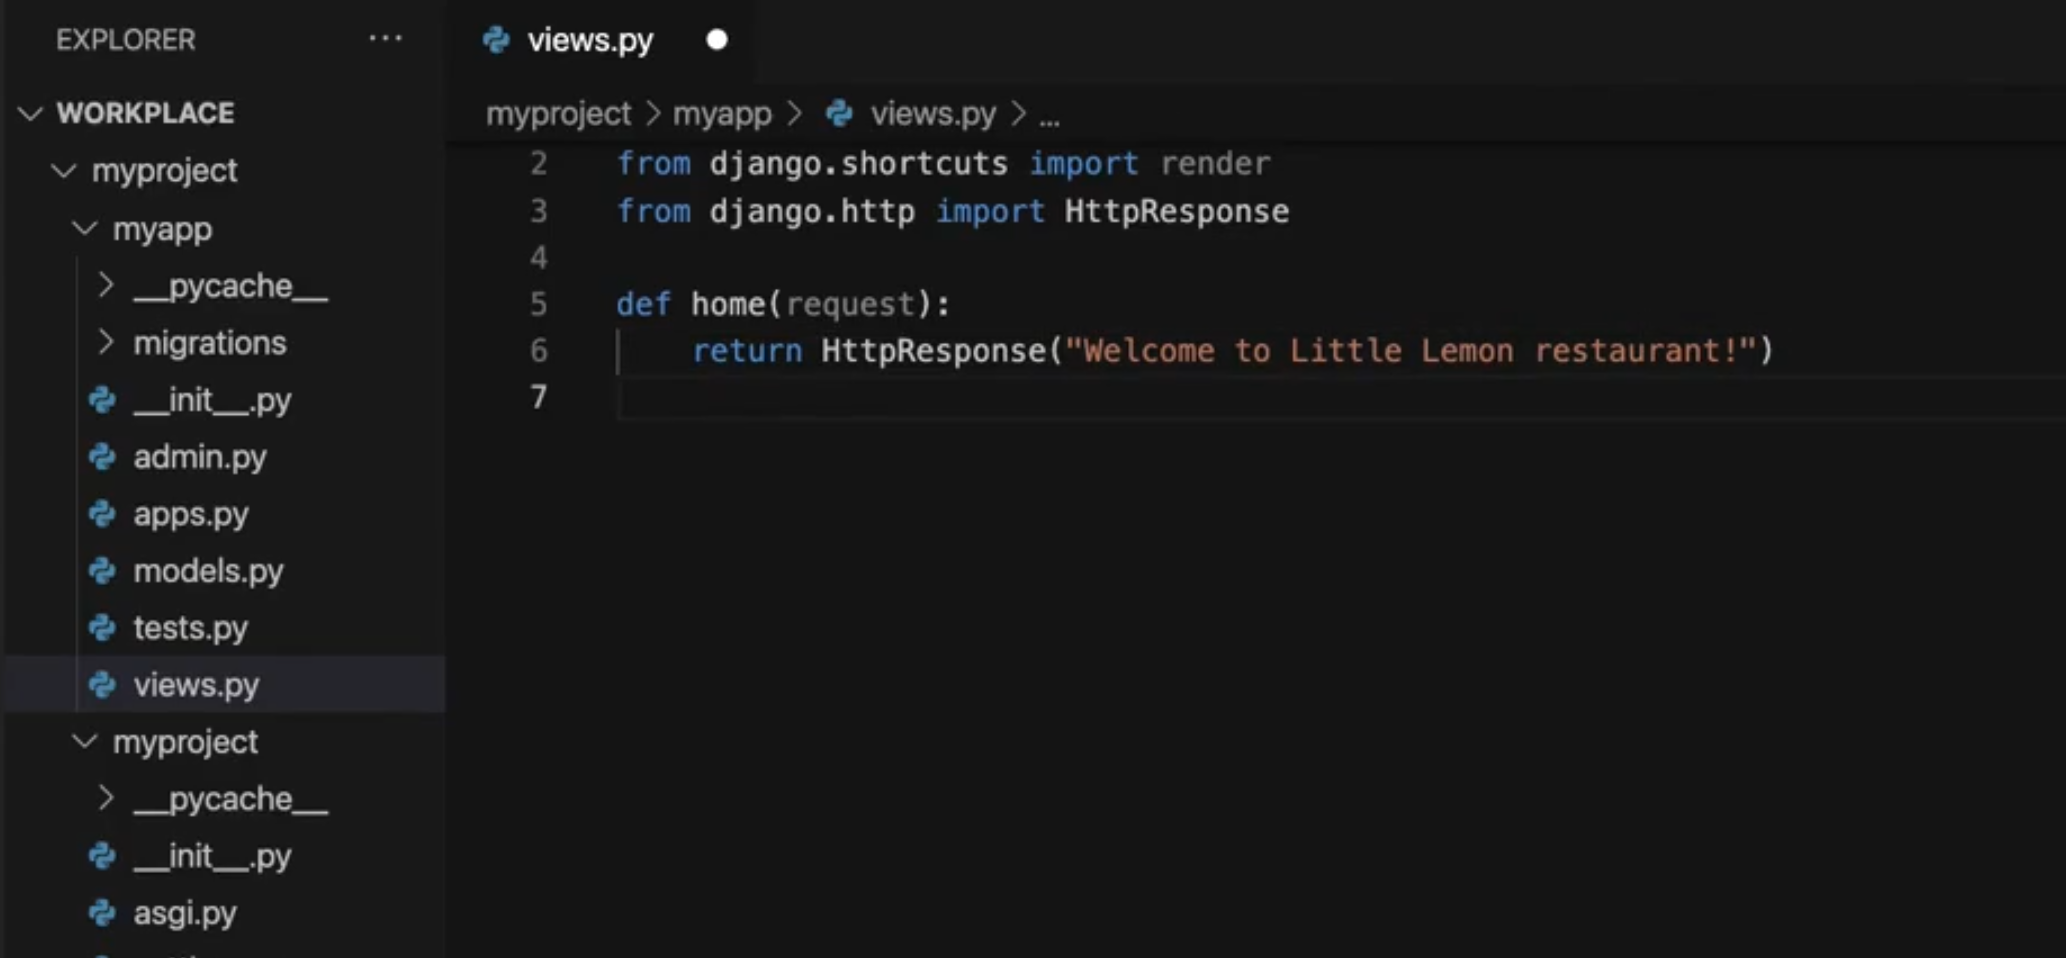 EXPLORER ...
WORKPLACE
myproject
myapp
__pycache__
migrations
__init__.py
admin.py
apps.py
models.py
tests.py
views.py
myproject
__pycache__
__init__.py
asgi.py
views.py
myproject > myapp > views.py > ...
2 from django.shortcuts import render
3 from django.http import HttpResponse
4
5 def home(request):
6 return HttpResponse("Welcome to Little Lemon restaurant!")
7